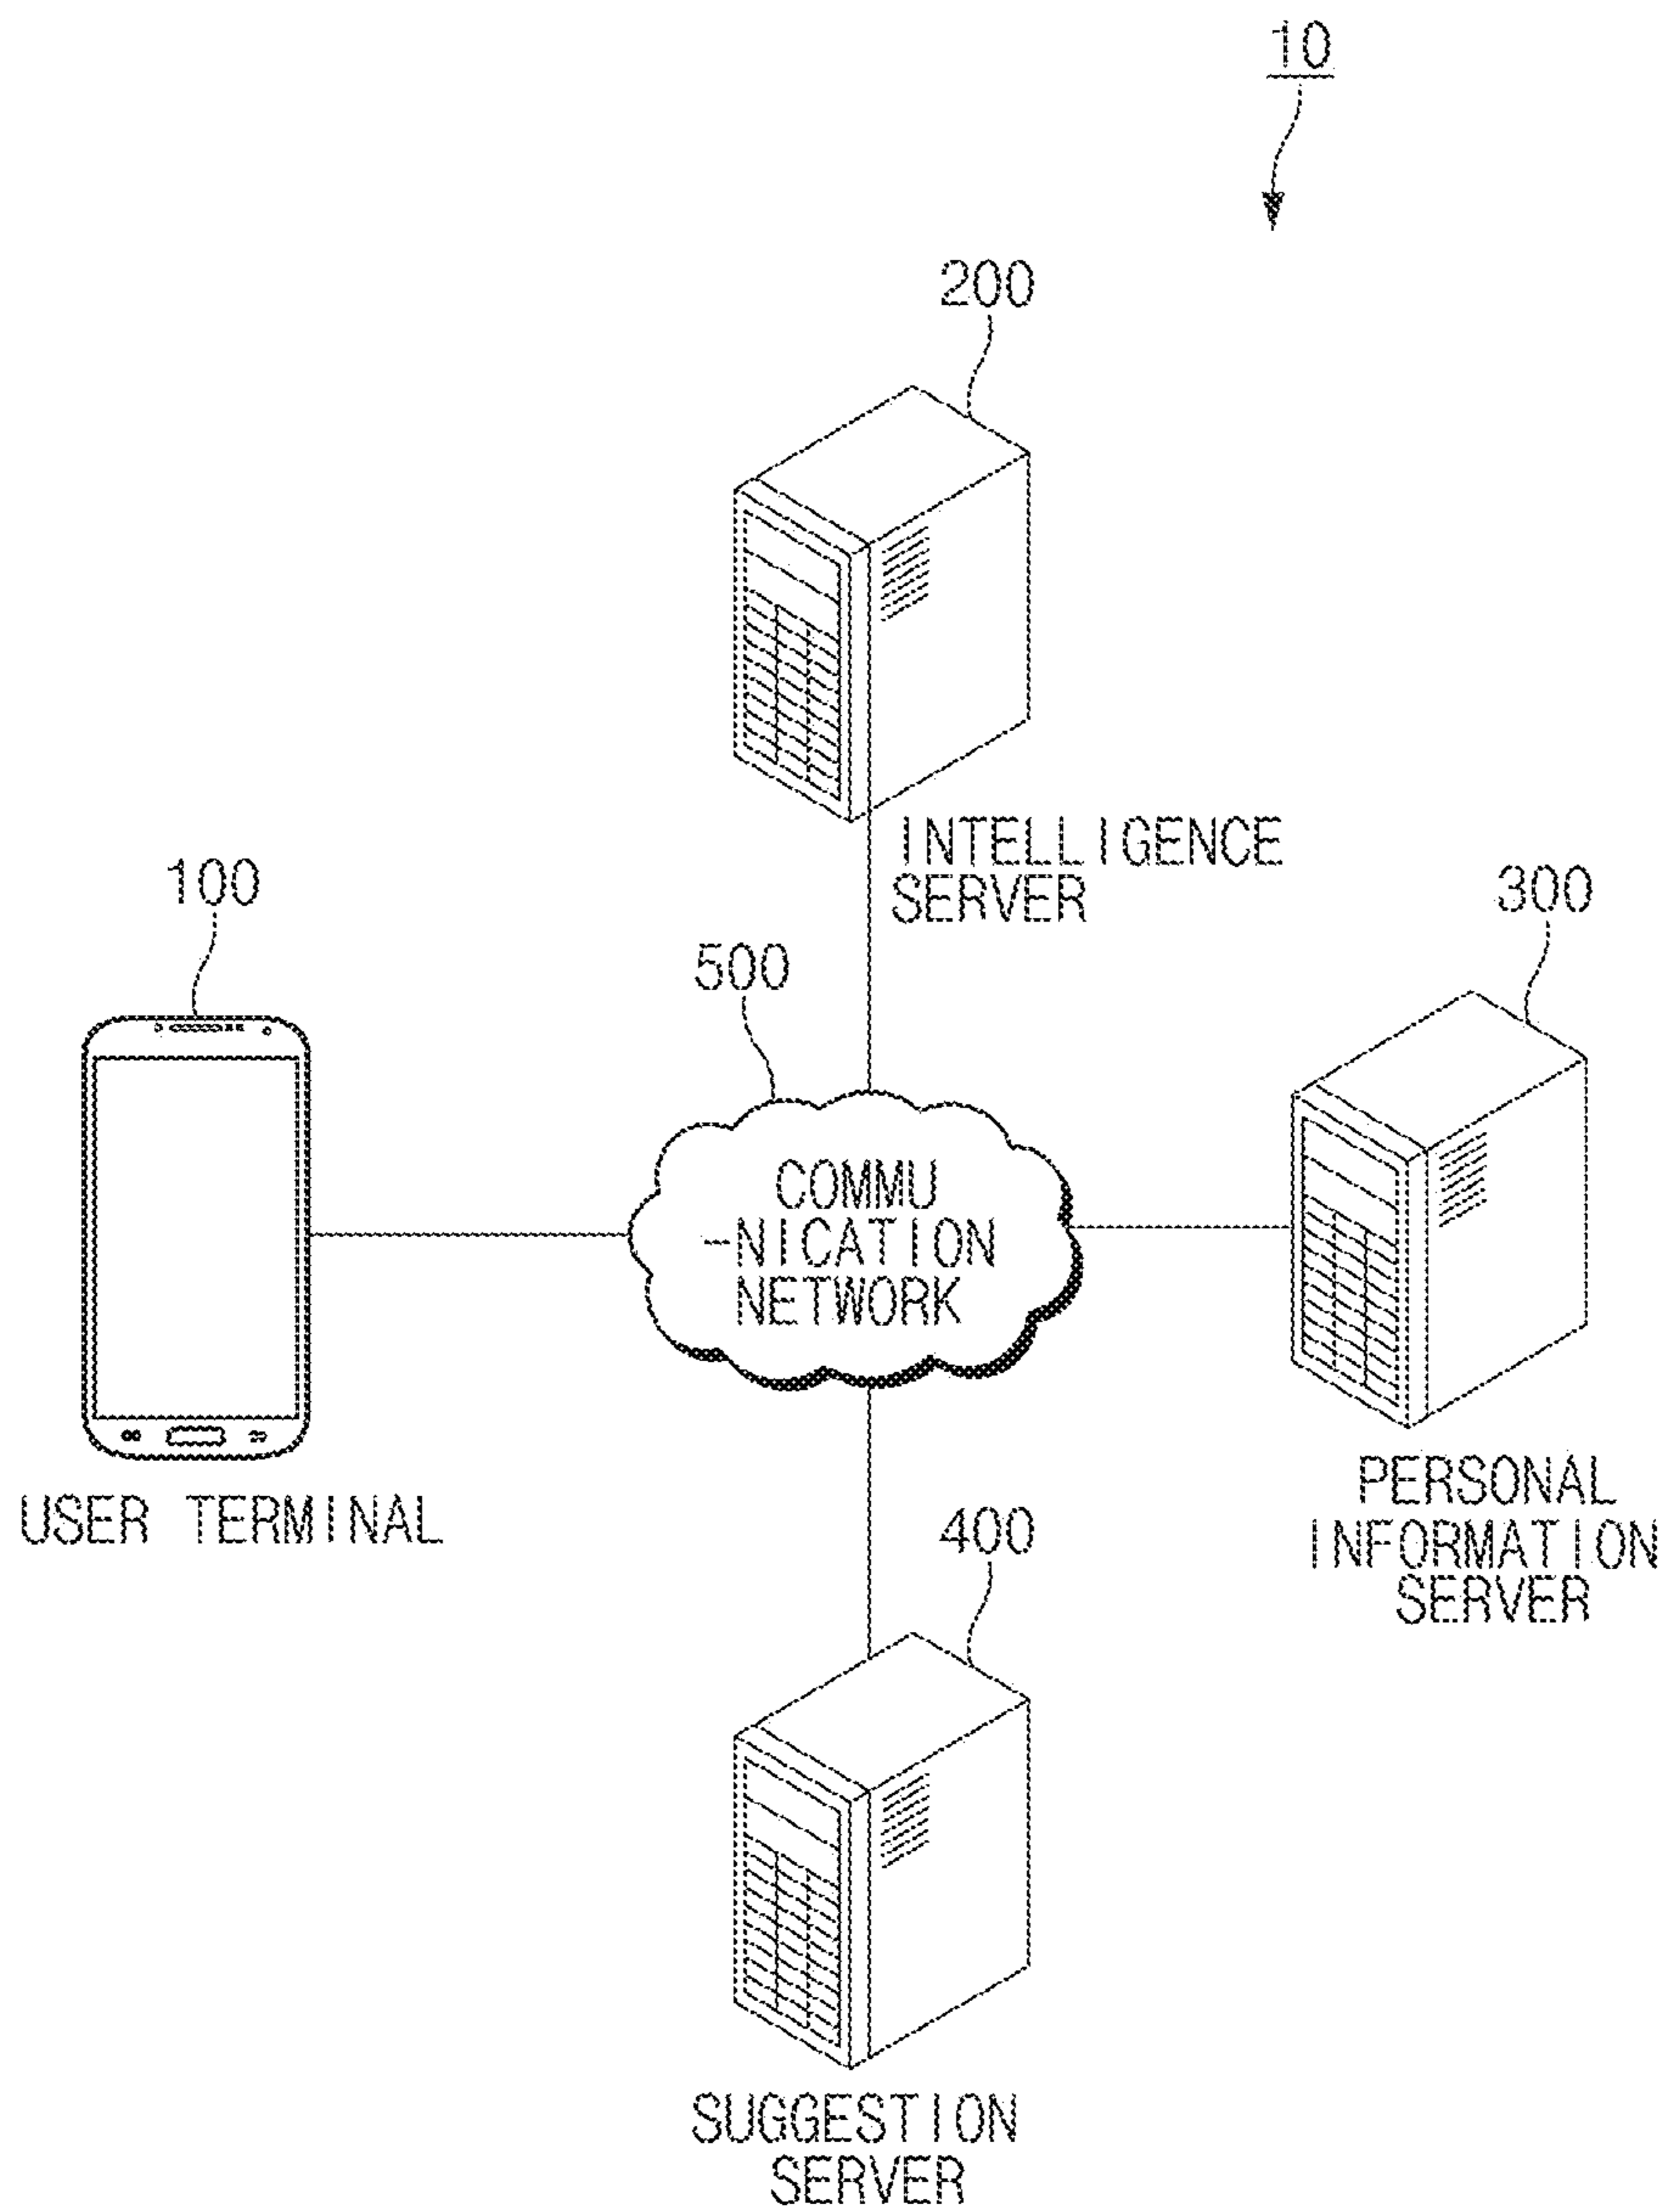 10
200
INTELLIGENCE
SERVER
100
300
500
COMMU
-NICATION
NETWORK
USER TERMINAL
PERSONAL
INFORMATION
SERVER
400
SUGGESTION
SERVER